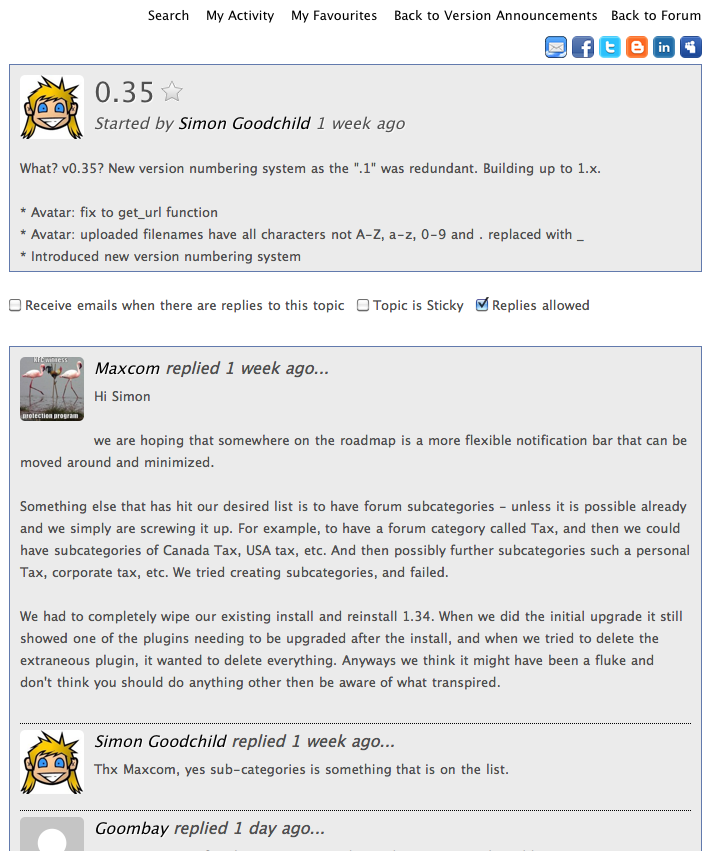 Search My Activity My Favourites Back to Version Announcements Back to Forum
0.35
Started by Simon Goodchild 1 week ago
What? v0.35? New version numbering system as the ".1" was redundant. Building up to 1.x.
* Avatar: fix to get_url function
* Avatar: uploaded filenames have all characters not A-Z, a-z, 0-9 and . replaced with _
* Introduced new version numbering system
Receive emails when there are replies to this topic Topic is Sticky Replies allowed
protection program
Maxcom replied 1 week ago...
Hi Simon
we are hoping that somewhere on the roadmap is a more flexible notification bar that can be
moved around and minimized.
Something else that has hit our desired list is to have forum subcategories - unless it is possible already
and we simply are screwing it up. For example, to have a forum category called Tax, and then we could
have subcategories of Canada Tax, USA tax, etc. And then possibly further subcategories such a personal
Tax, corporate tax, etc. We tried creating subcategories, and failed.
We had to completely wipe our existing install and reinstall 1.34. When we did the initial upgrade it still
showed one of the plugins needing to be upgraded after the install, and when we tried to delete the
extraneous plugin, it wanted to delete everything. Anyways we think it might have been a fluke and
don't think you should do anything other then be aware of what transpired.
Simon Goodchild replied 1 week ago...
Thx Maxcom, yes sub-categories is something that is on the list.
Goombay replied 1 day ago...